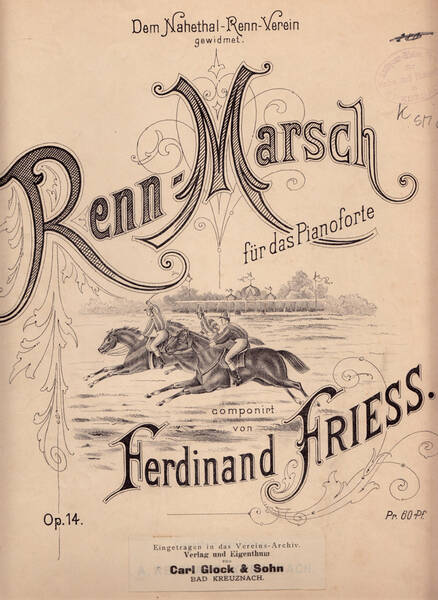 Dem Nahethal-Renn-Verein
gewidmet.
Renn-Marsch
für das Pianoforte
componirt
von
Ferdinand FRIESS.
Op. 14.
Pr. 60 Pf.
Eingetragen in das Vereins-Archiv.
Verlag und Eigenthum
von
Carl Glock & Sohn
BAD KREUZNACH.